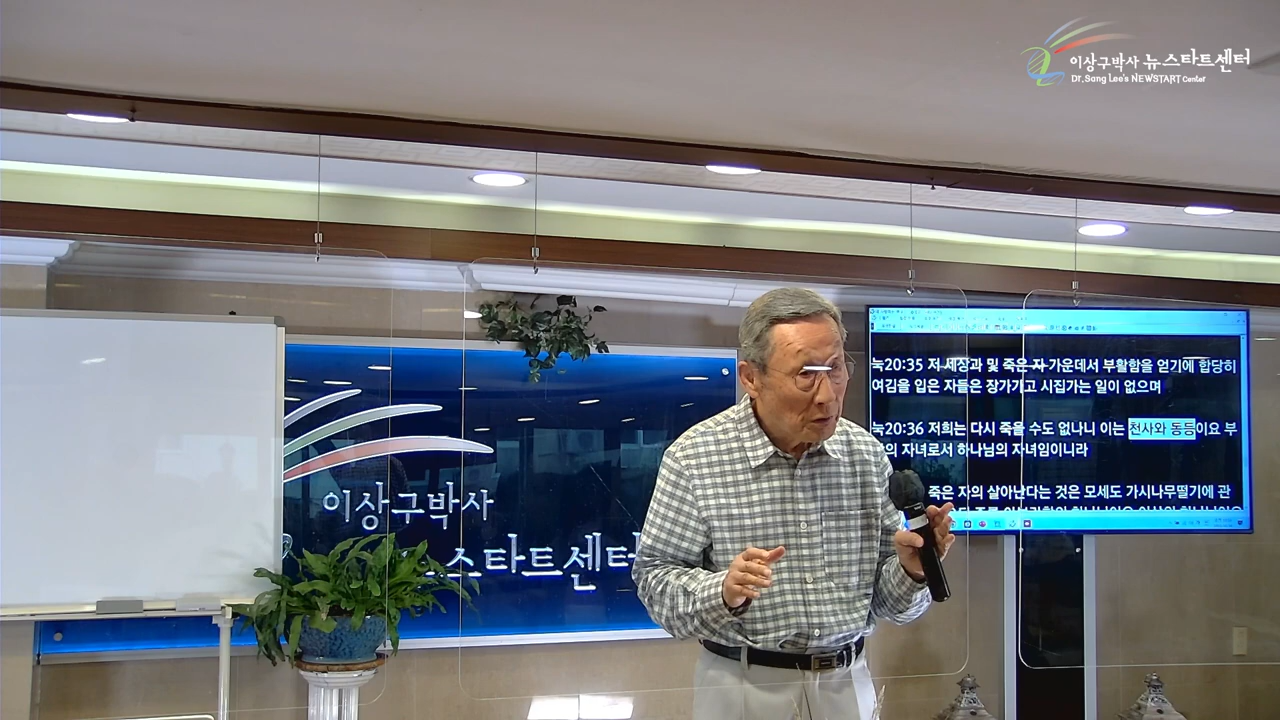 이상구박사 뉴스타트센터
Dr. Sang Lee's NEWSTART Center
이상구박사
스타트센터
눅20:35 저 세상과 및 죽은 자 가운데서 부활함을 얻기에 합당히
여김을 입은 자들은 장가가고 시집가는 일이 없으며
눅20:36 저희는 다시 죽을 수도 없나니 이는 천사와 동등이요 부
의 자녀로서 하나님의 자녀임이니라
죽은 자의 살아난다는 것은 모세도 가시나무떨기에 관